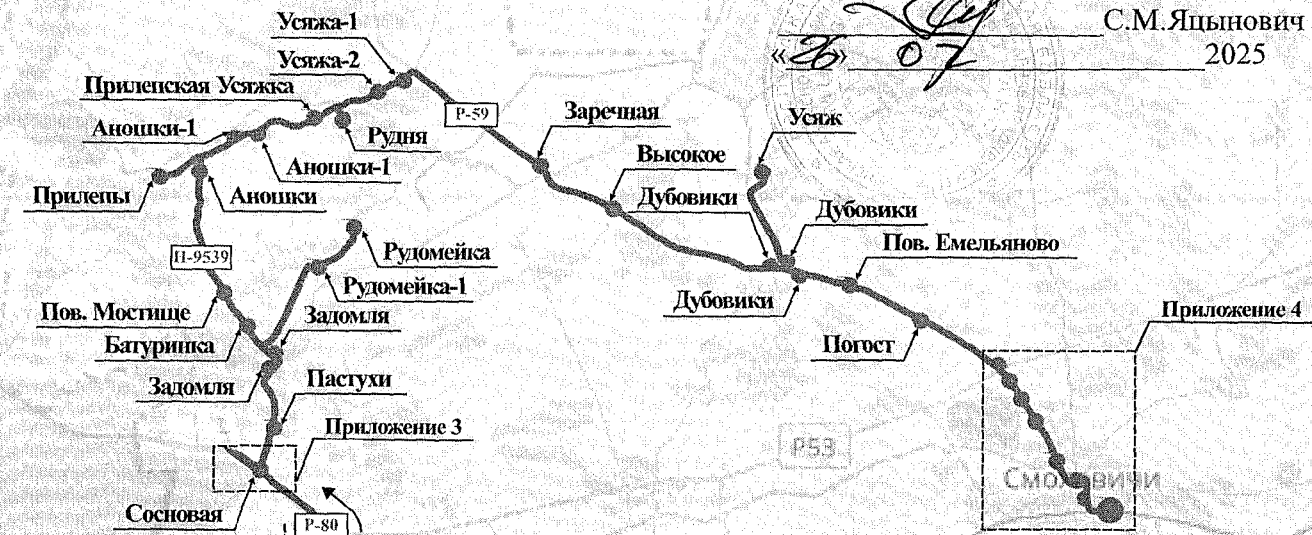 С.М.Япынович
«26» 07 2025
Усяжа-1
Усяжа-2
Прилепская Усяжка
Аношки-1
Р-59
Заречная
Усяж
Рудня
Высокое
Аношки-1
Прилепы
Аношки
Дубовики
Дубовики
Пов. Емельяново
Н-9539
Рудомейка
Рудомейка-1
Дубовики
Приложение 4
Пов. Мостище
Задомля
Батуринка
Погост
Задомля
Пастухи
Приложение 3
Р53
Смолевичи
Сосновая
Р-80